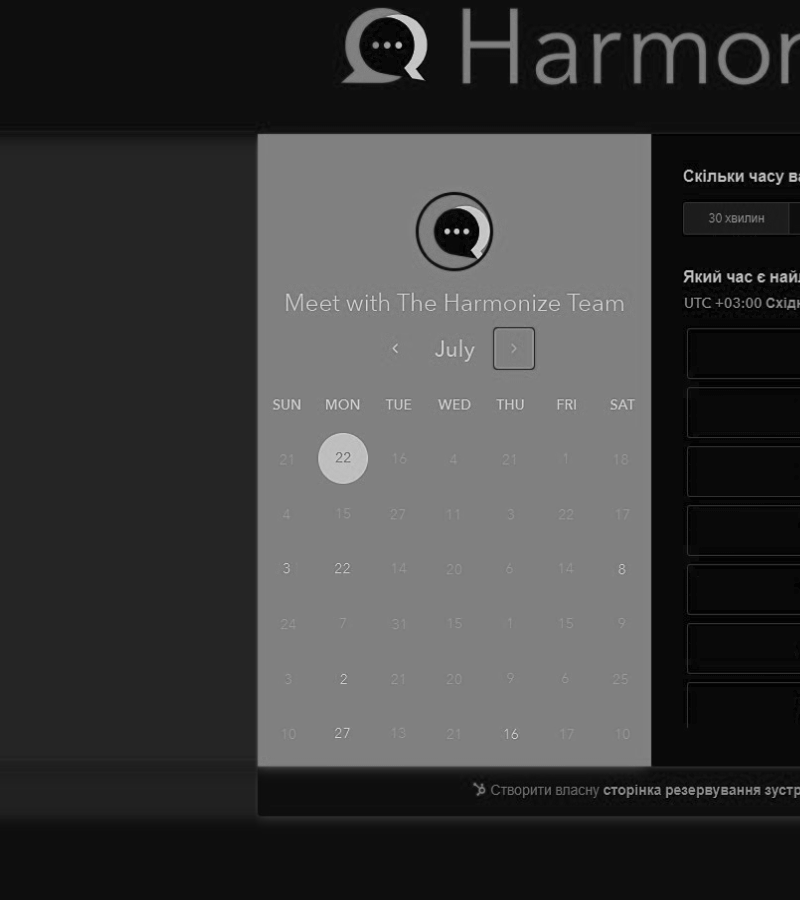 Harmon
Meet with The Harmonize Team
July
SUN MON TUE WED THU FRI SAT
21 22 16 4 21 1 18
4 15 27 11 3 22 17
3 22 14 20 6 14 8
24 7 31 15 1 15 9
3 2 21 20 9 6 25
10 27 13 21 16 17 10
Скільки часу ва
30 хвилин
Який час є най
UTC +03:00 Східн
Створити власну сторінка резервування зустр